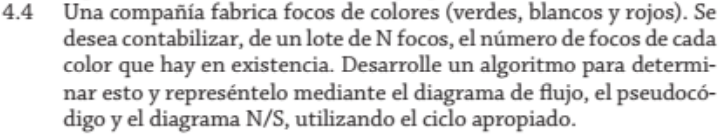 4.4 Una compañía fabrica focos de colores (verdes, blancos y rojos). Se
desea contabilizar, de un lote de N focos, el número de focos de cada
color que hay en existencia. Desarrolle un algoritmo para determi-
nar esto y represéntelo mediante el diagrama de flujo, el pseudocó-
digo y el diagrama N/S, utilizando el ciclo apropiado.